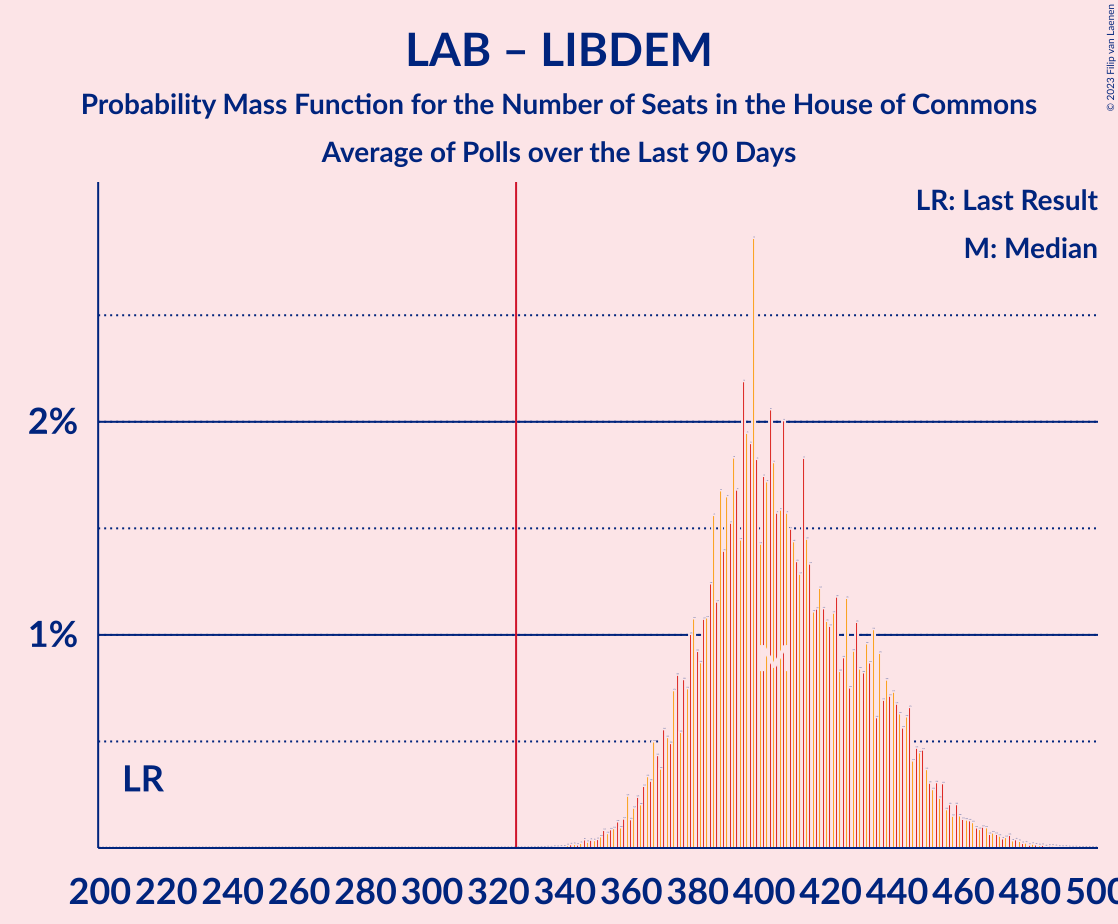 LAB – LIBDEM
Probability Mass Function for the Number of Seats in the House of Commons
Average of Polls over the Last 90 Days
© 2023 Filip van Laenen
LR: Last Result
M: Median
2%
1%
LR
M
200 220 240 260 280 300 320 340 360 380 400 420 440 460 480 500